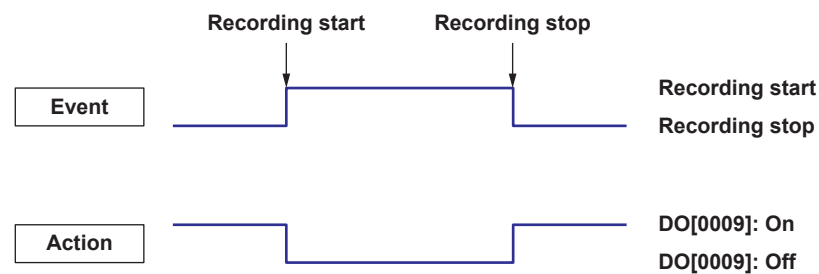 Recording start Recording stop
Event
Recording start
Recording stop
Action
DO[0009]: On
DO[0009]: Off